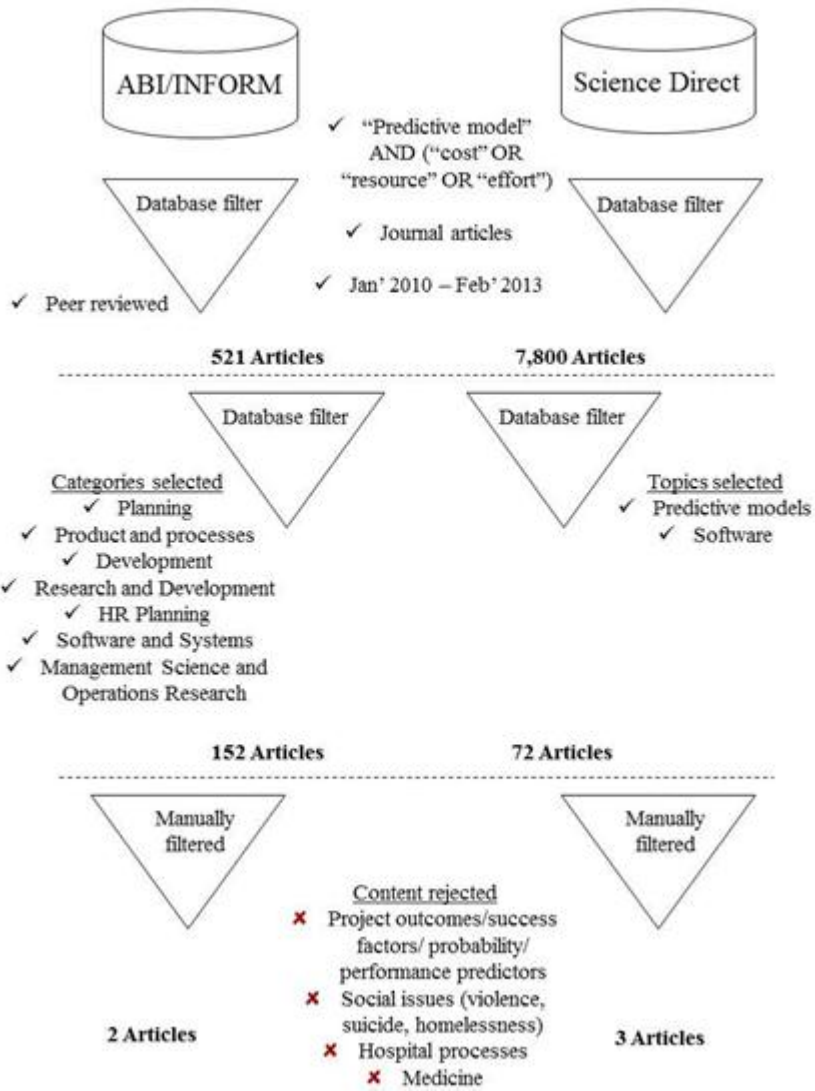 ABI/INFORM
Science Direct
✓ “Predictive model”
AND (“cost” OR
“resource” OR “effort”)
Database filter
Database filter
✓ Journal articles
✓ Jan’ 2010 – Feb’ 2013
✓ Peer reviewed
521 Articles
7,800 Articles
Database filter
Database filter
Categories selected
✓ Planning
✓ Product and processes
✓ Development
✓ Research and Development
✓ HR Planning
✓ Software and Systems
✓ Management Science and
Operations Research
Topics selected
✓ Predictive models
✓ Software
152 Articles
72 Articles
Manually
filtered
Manually
filtered
Content rejected
✘ Project outcomes/success
factors/ probability/
performance predictors
✘ Social issues (violence,
suicide, homelessness)
✘ Hospital processes
✘ Medicine
2 Articles
3 Articles